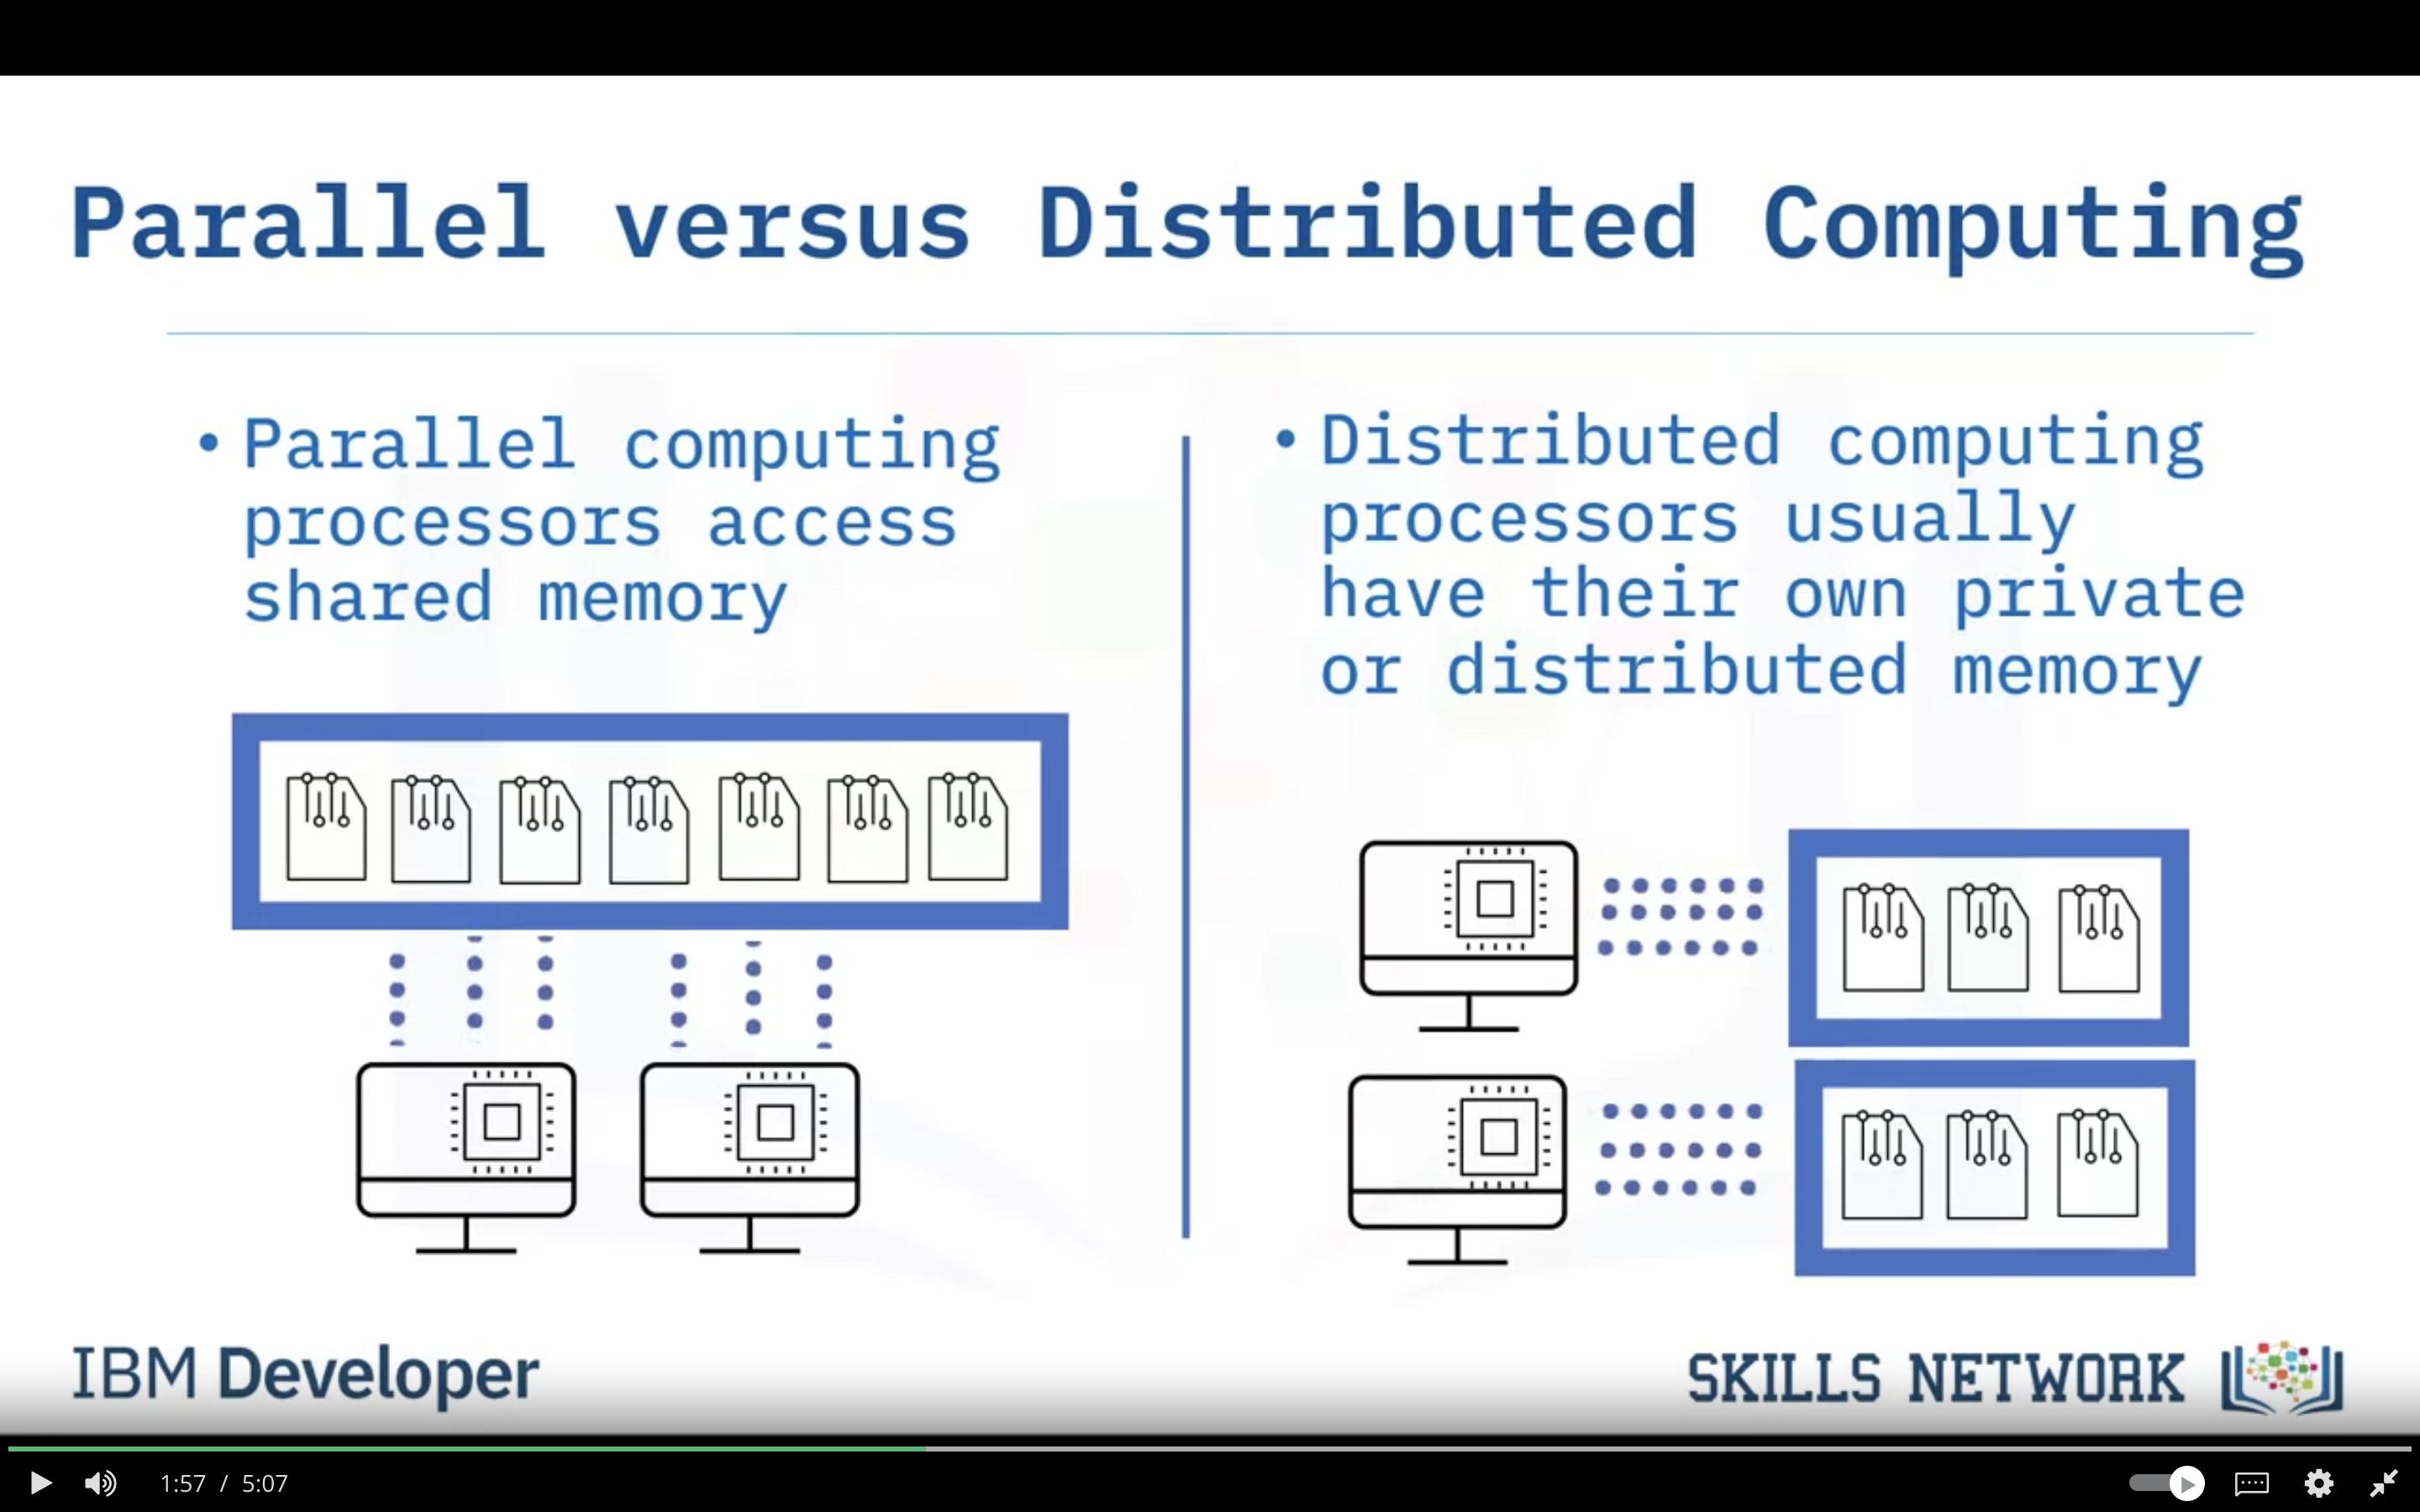 Parallel versus Distributed Computing
• Parallel computing
processors access
shared memory
• Distributed computing
processors usually
have their own private
or distributed memory
IBM Developer
SKILLS NETWORK
1:57 / 5:07